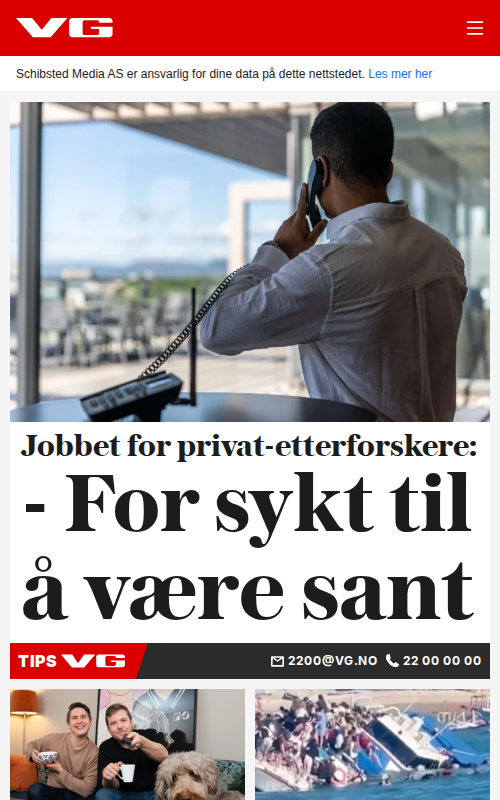 VG
Schibsted Media AS er ansvarlig for dine data på dette nettstedet. Les mer her
Jobbet for privat-etterforskere:
- For sykt til
å være sant
TIPS VG 2200@VG.NO 22 00 00 00